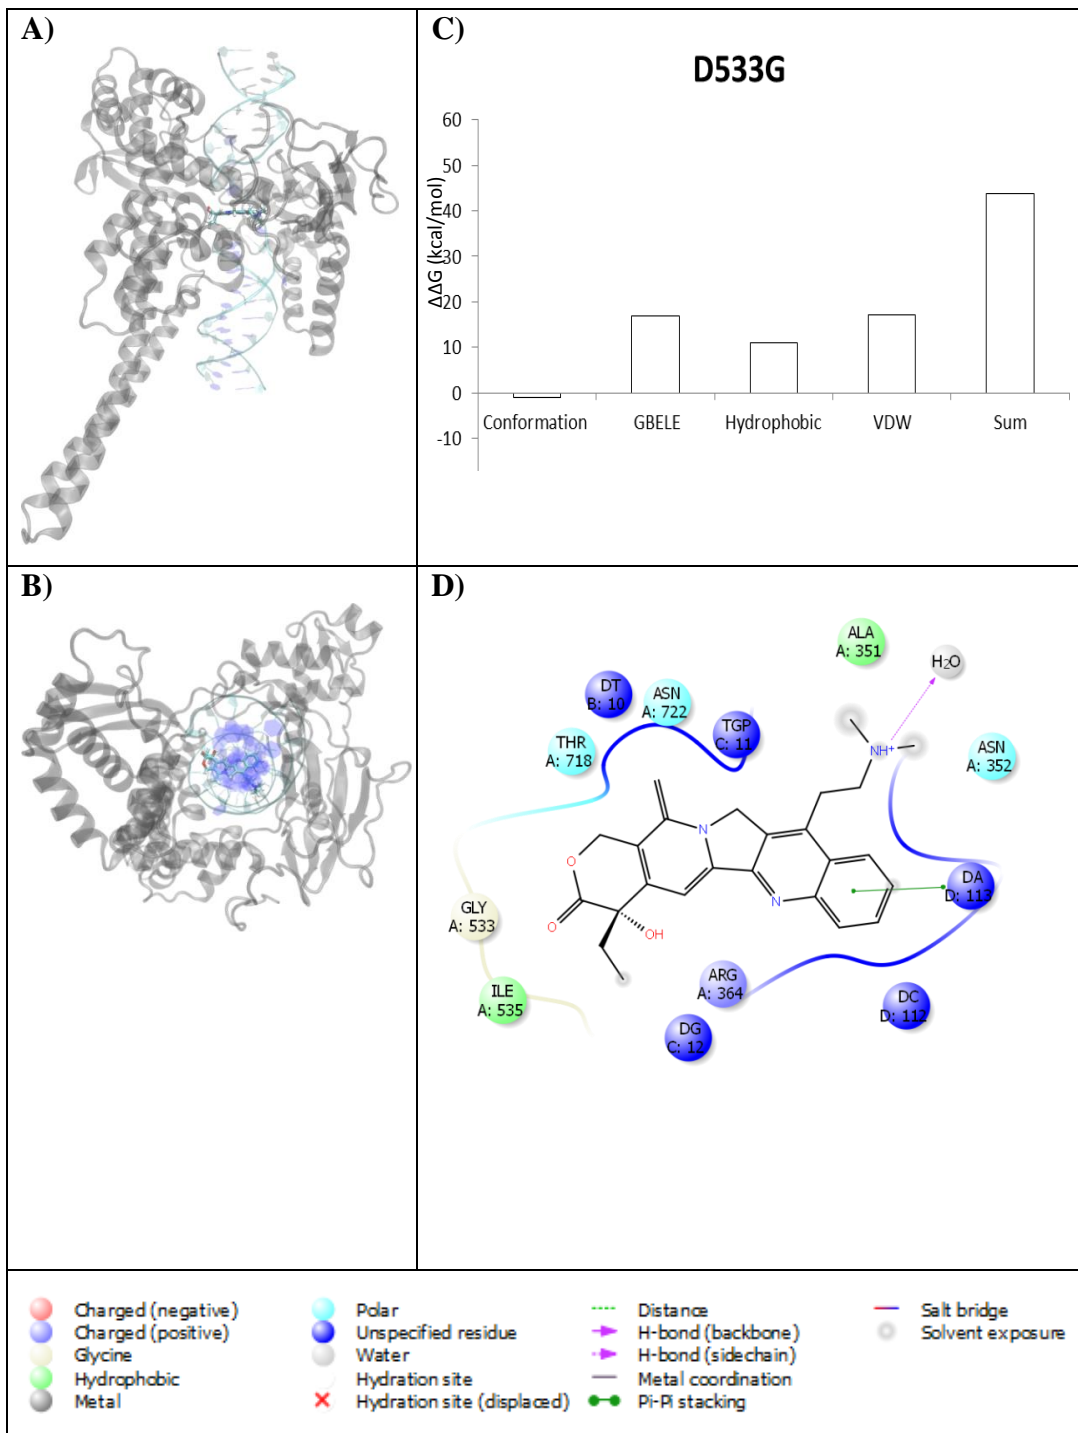 A)
C)
D533G
ΔΔG (kcal/mol)
60
50
40
30
20
10
0
-10
Conformation GBELE Hydrophobic VDW Sum
B)
D)
ALA
A: 351
H₂O
DT
B: 10
ASN
A: 722
TGP
C: 11
THR
A: 718
NH⁺
ASN
A: 352
N
O
DA
D: 113
N
GLY
A: 533
O
OH
ILE
A: 535
ARG
A: 364
DC
D: 112
DG
C: 12
Charged (negative)
Charged (positive)
Glycine
Hydrophobic
Metal
Polar
Unspecified residue
Water
Hydration site
Hydration site (displaced)
Distance
H-bond (backbone)
H-bond (sidechain)
Metal coordination
Pi-Pi stacking
Salt bridge
Solvent exposure